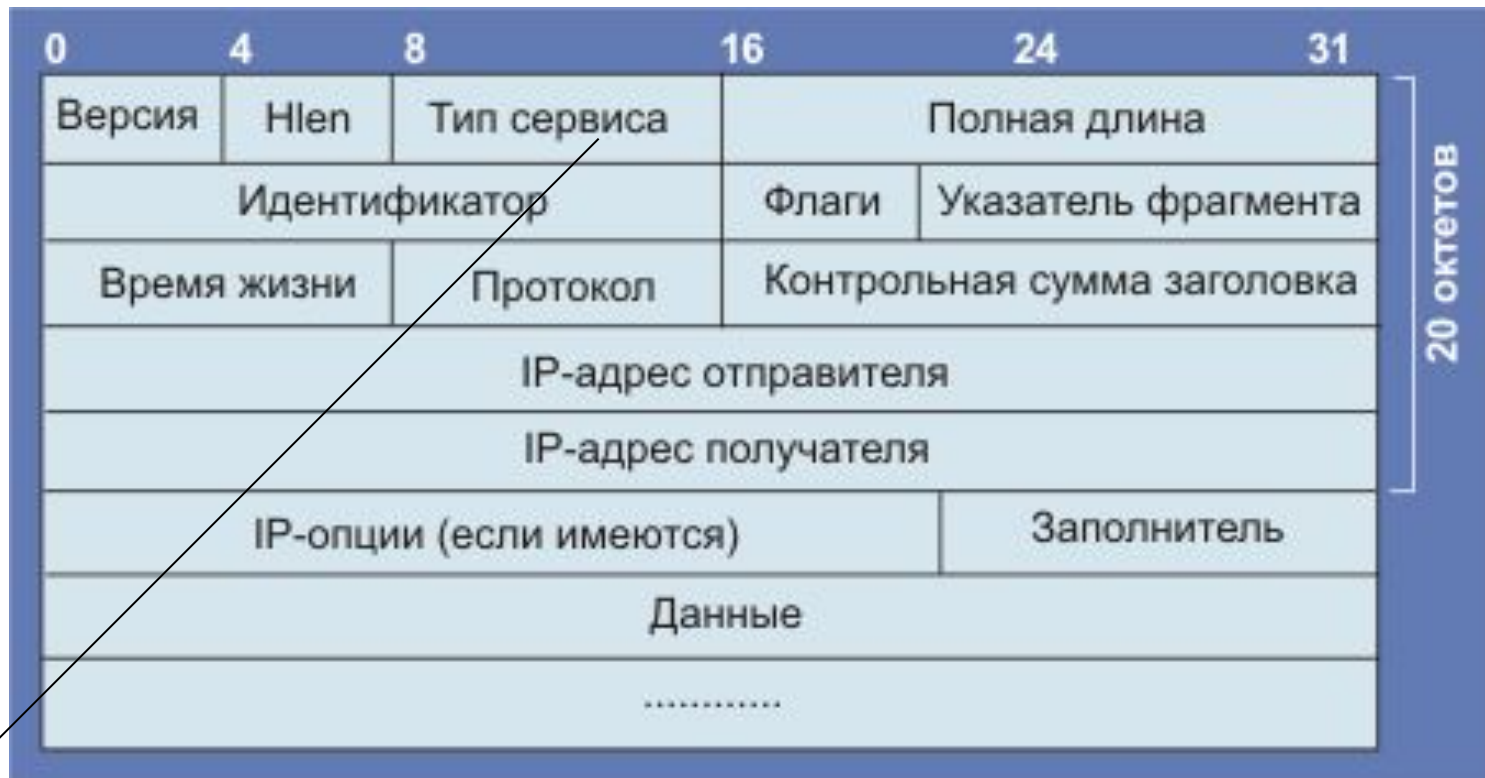 0 4 8 16 24 31
Версия Hlen Тип сервиса Полная длина
Идентификатор Флаги Указатель фрагмента
Время жизни Протокол Контрольная сумма заголовка
IP-адрес отправителя
IP-адрес получателя
IP-опции (если имеются) Заполнитель
Данные
............
20 октетов